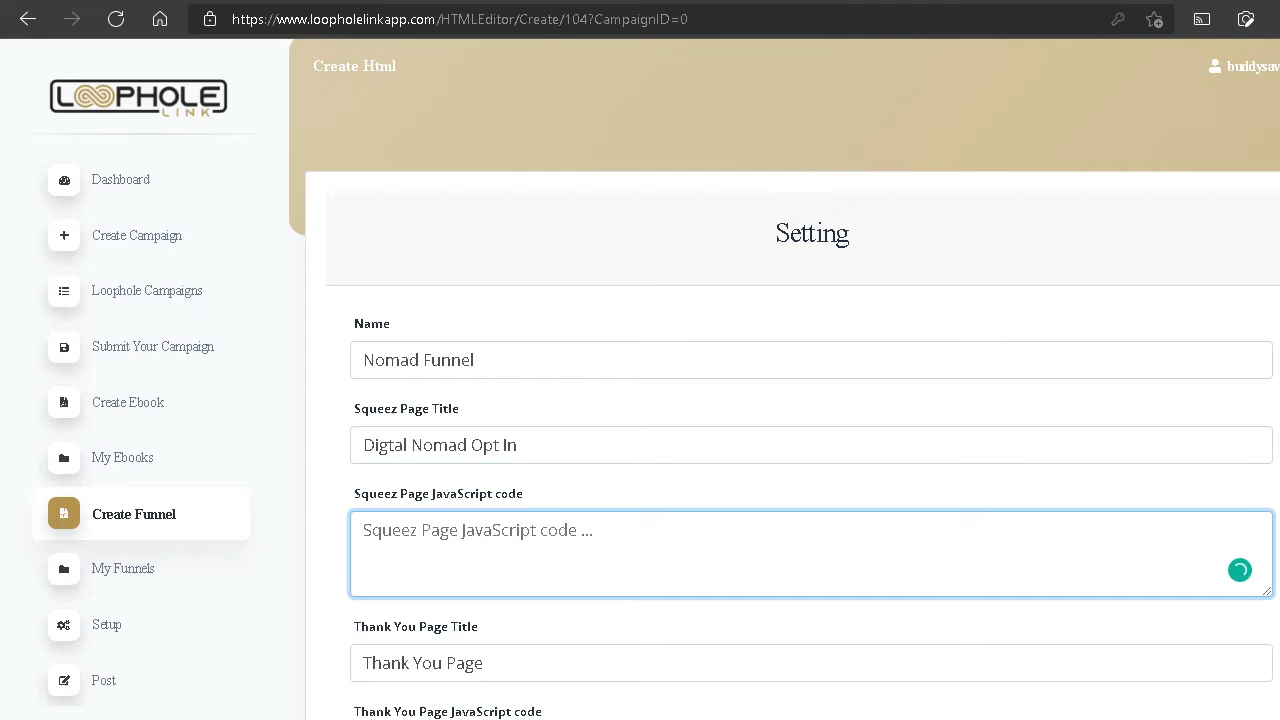 https://www.loopholelinkapp.com/HTMLEditor/Create/104?CampaignID=0
LOOPHOLE
LINK
Create Html
buddysav
Dashboard
Create Campaign
Loophole Campaigns
Submit Your Campaign
Create Ebook
My Ebooks
Create Funnel
My Funnels
Setup
Post
Setting
Name
Nomad Funnel
Squeez Page Title
Digtal Nomad Opt In
Squeez Page JavaScript code
Squeez Page JavaScript code ...
Thank You Page Title
Thank You Page
Thank You Page JavaScript code